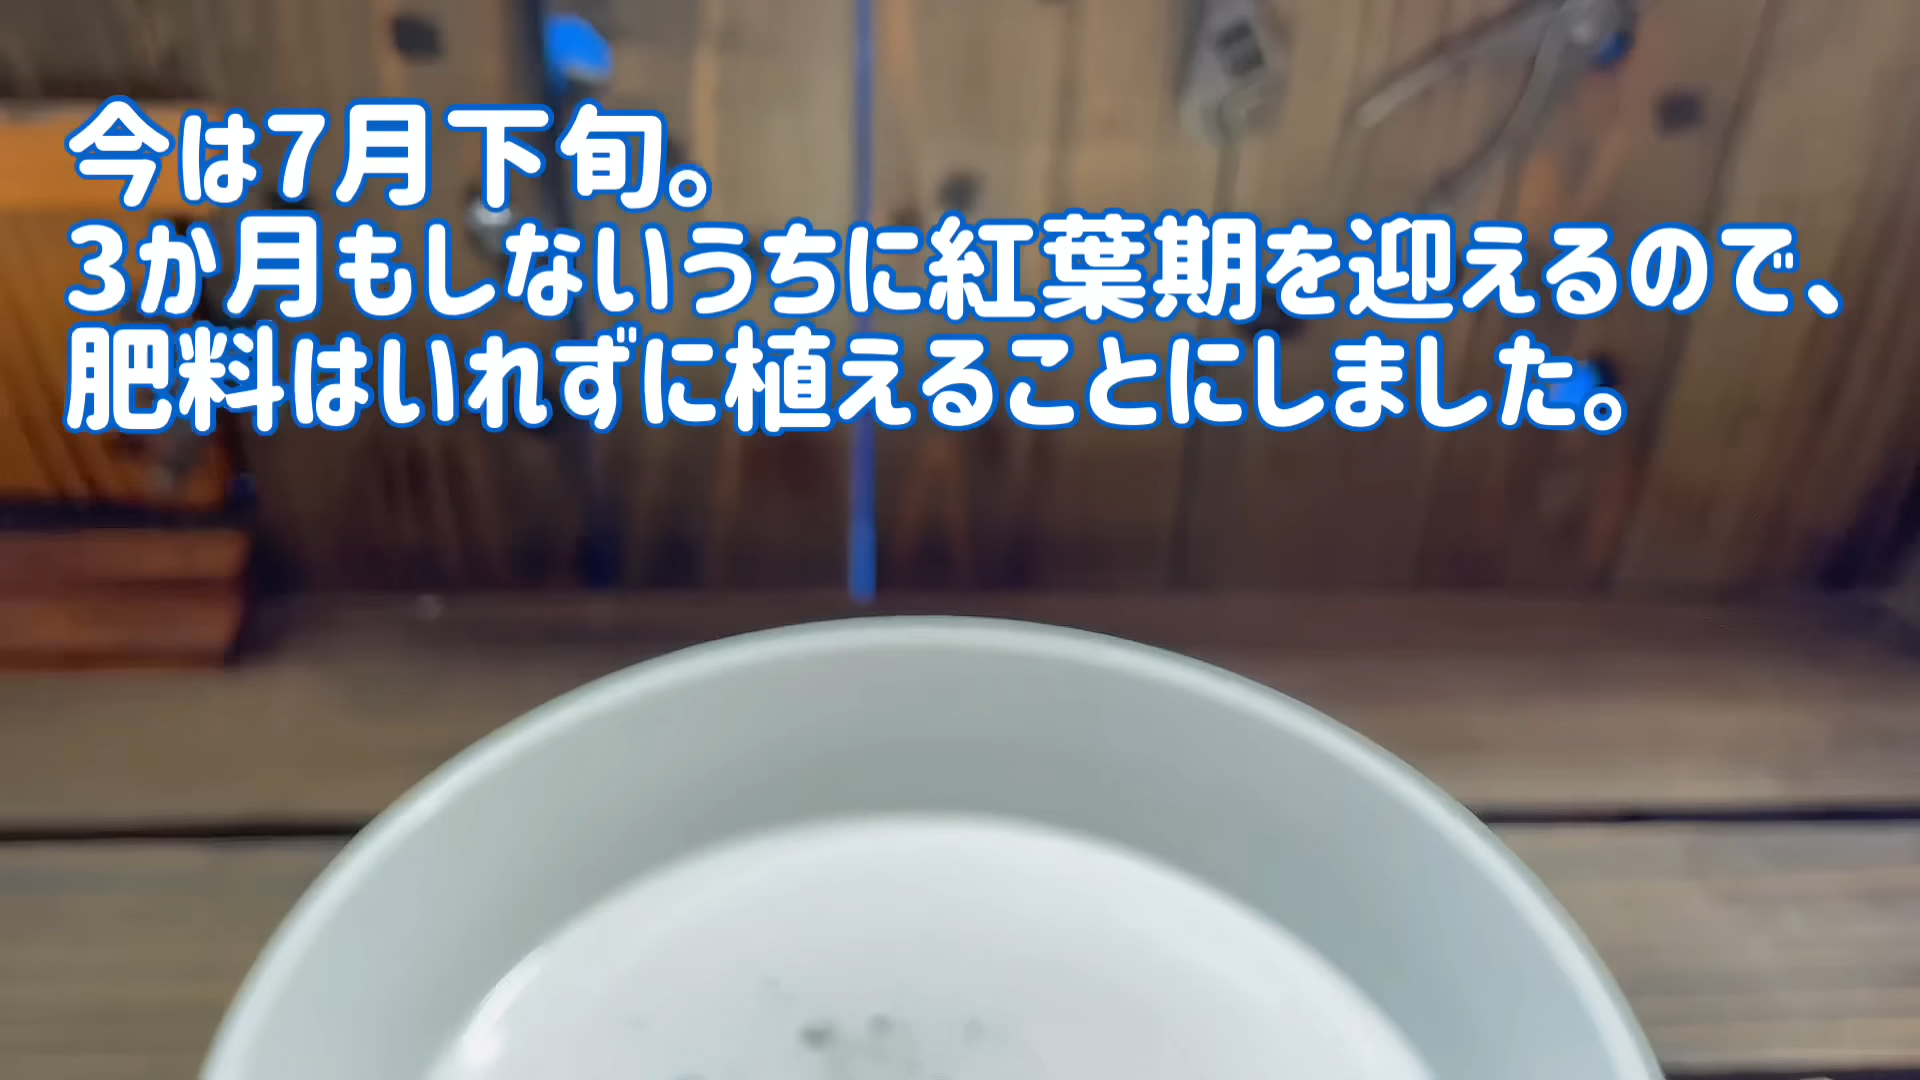 今は7月下旬。
3か月もしないうちに紅葉期を迎えるので、
肥料はいれずに植えることにしました。